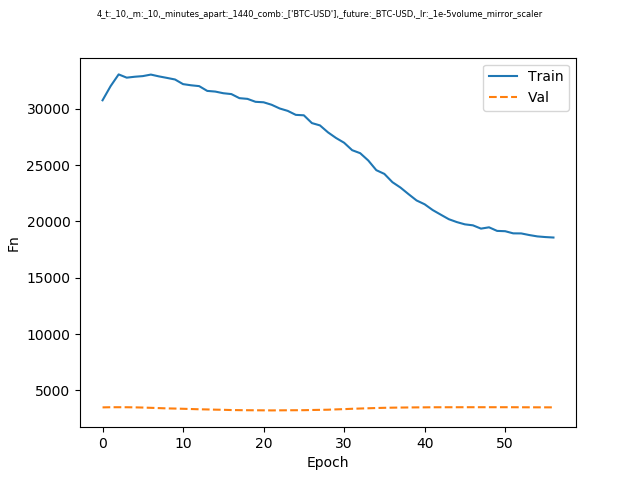 4_t:_10,_m:_10,_minutes_apart:_1440_comb:_['BTC-USD'],_future:_BTC-USD,_lr:_1e-5volume_mirror_scaler
Train
Val
30000
25000
20000
15000
10000
5000
Fn
0 10 20 30 40 50
Epoch